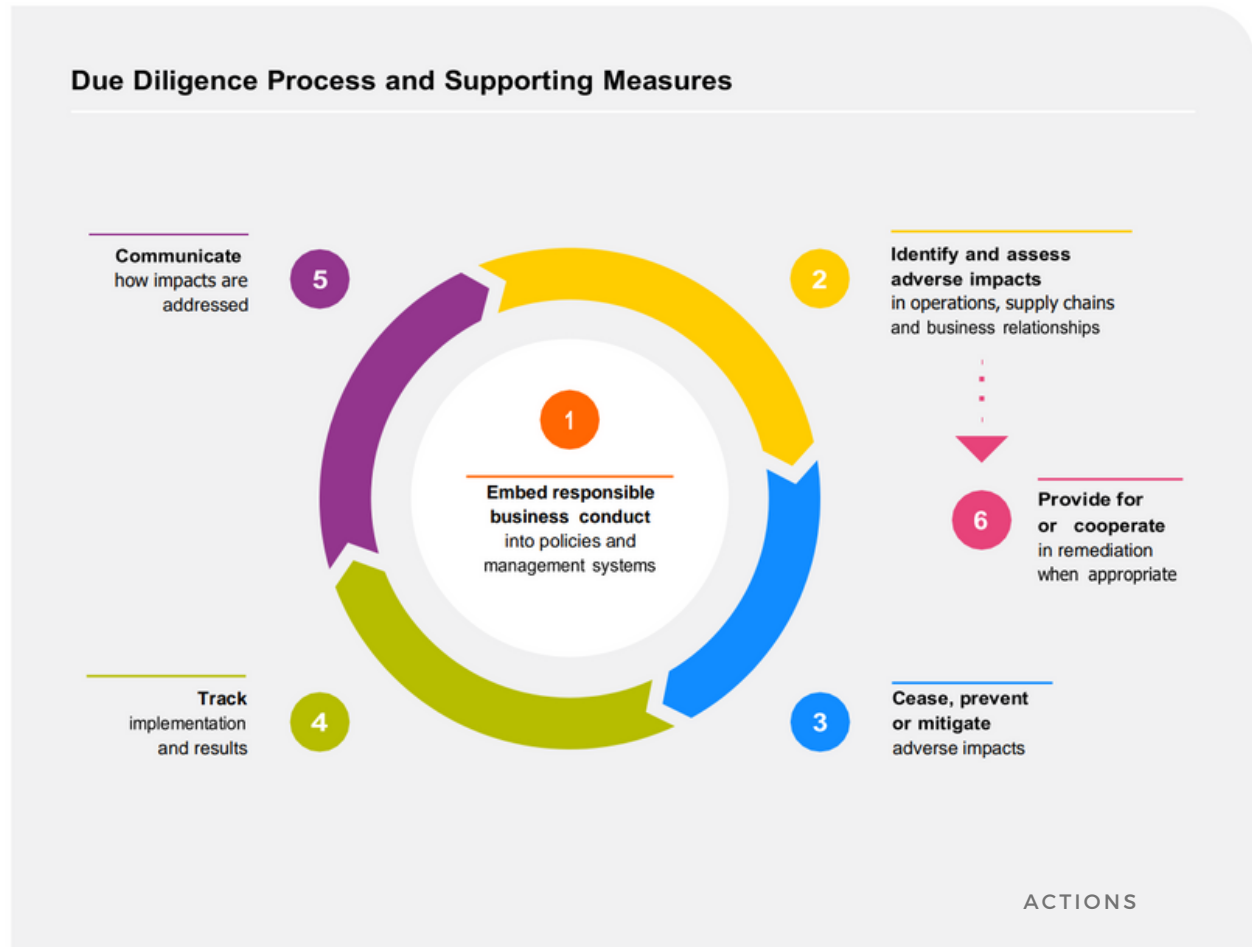 Due Diligence Process and Supporting Measures
Communicate
how impacts are
addressed
5
2
Identify and assess
adverse impacts
in operations, supply chains
and business relationships
1
Embed responsible
business conduct
into policies and
management systems
6
Provide for
or cooperate
in remediation
when appropriate
Track
implementation
and results
4
3
Cease, prevent
or mitigate
adverse impacts
ACTIONS